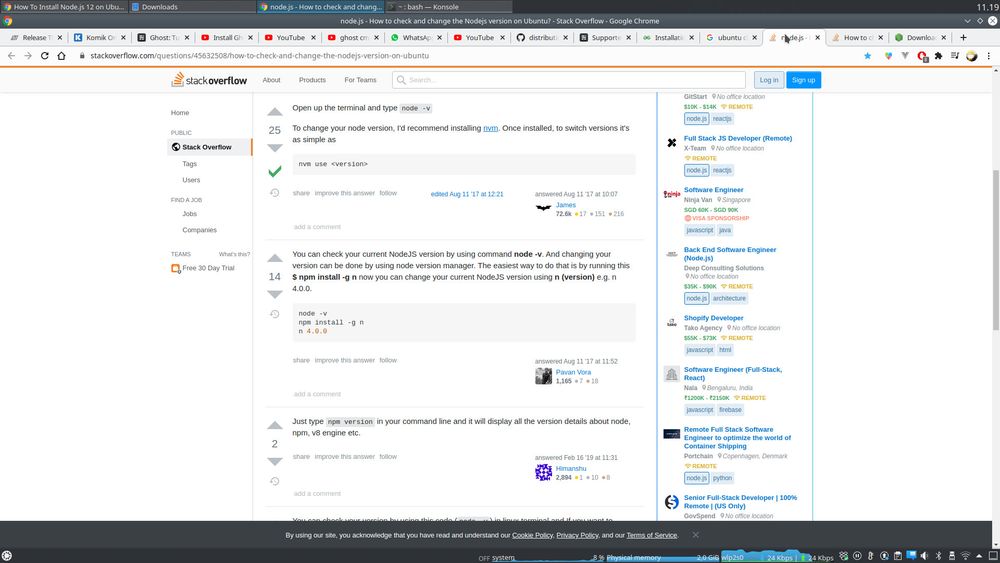 How To Install Node.js 12 on Ubu...
Downloads
node.js - How to check and chang...
~ : bash — Konsole
11.19
node.js - How to check and change the Nodejs version on Ubuntu? - Stack Overflow - Google Chrome
Release T
Komik On
Ghost: Tu
Install Gh
YouTube
ghost cm
WhatsAp
YouTube
distributi
Supporte
Installati
ubuntu c
node.js -
How to c
Downloa
stackoverflow.com/questions/45632508/how-to-check-and-change-the-nodejs-version-on-ubuntu
stackoverflow
About
Products
For Teams
Search...
Log in
Sign up
Home
PUBLIC
Stack Overflow
Tags
Users
FIND A JOB
Jobs
Companies
TEAMS
What's this?
Free 30 Day Trial
Open up the terminal and type node -v
25
To change your node version, I'd recommend installing nvm. Once installed, to switch versions it's
as simple as
nvm use <version>
share improve this answer follow
edited Aug 11 '17 at 12:21
answered Aug 11 '17 at 10:07
James
72.6k 17 151 216
add a comment
14
You can check your current NodeJS version by using command node -v. And changing your
version can be done by using node version manager. The easiest way to do that is by running this
$ npm install -g n now you can change your current NodeJS version using n (version) e.g. n
4.0.0.
node -v
npm install -g n
n 4.0.0
share improve this answer follow
answered Aug 11 '17 at 11:52
Pavan Vora
1,165 7 18
add a comment
2
Just type npm version in your command line and it will display all the version details about node,
npm, v8 engine etc.
share improve this answer follow
answered Feb 16 '19 at 11:31
Himanshu
2,894 1 10 8
add a comment
You can check your version by using this code ( node -v ) in linux terminal and If you want to
GitStart No office location
$10K - $14K REMOTE
node.js reactjs
Full Stack JS Developer (Remote)
X-Team No office location
REMOTE
node.js reactjs
Software Engineer
Ninja Van Singapore
SGD 60K - SGD 90K
VISA SPONSORSHIP
javascript java
Back End Software Engineer
(Node.js)
Deep Consulting Solutions
No office location
$35K - $90K REMOTE
node.js architecture
Shopify Developer
Tako Agency No office location
$55K - $73K REMOTE
javascript html
Software Engineer (Full-Stack,
React)
Nala Bengaluru, India
₹1200K - ₹2150K REMOTE
javascript firebase
Remote Full Stack Software
Engineer to optimize the world of
Container Shipping
Portchain Copenhagen, Denmark
REMOTE
node.js python
Senior Full-Stack Developer | 100%
Remote | (US Only)
GovSpend No office location
By using our site, you acknowledge that you have read and understand our Cookie Policy, Privacy Policy, and our Terms of Service.
OFF system
8 % Physical memory
2,0 GiB wlp2s0
24 Kbps
24 Kbps